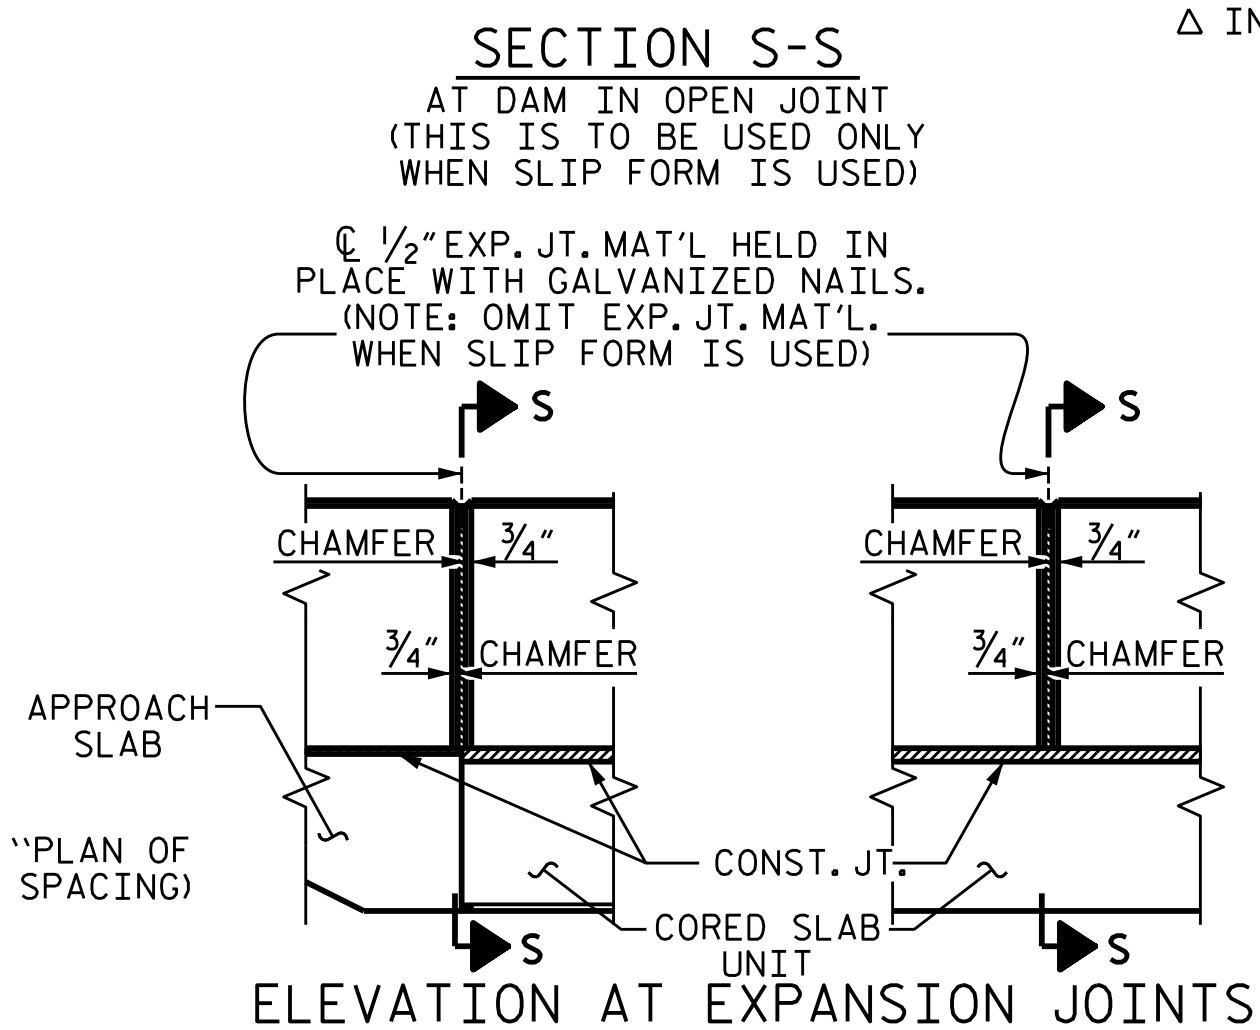 Δ IN
SECTION S-S
AT DAM IN OPEN JOINT
(THIS IS TO BE USED ONLY
WHEN SLIP FORM IS USED)
℄ 1/2" EXP. JT. MAT'L HELD IN
PLACE WITH GALVANIZED NAILS.
(NOTE: OMIT EXP. JT. MAT'L.
WHEN SLIP FORM IS USED)
S
S
CHAMFER
3/4"
CHAMFER
3/4"
3/4"
CHAMFER
3/4"
CHAMFER
APPROACH
SLAB
"PLAN OF
SPACING)
CONST. JT.
CORED SLAB
UNIT
S
S
ELEVATION AT EXPANSION JOINTS